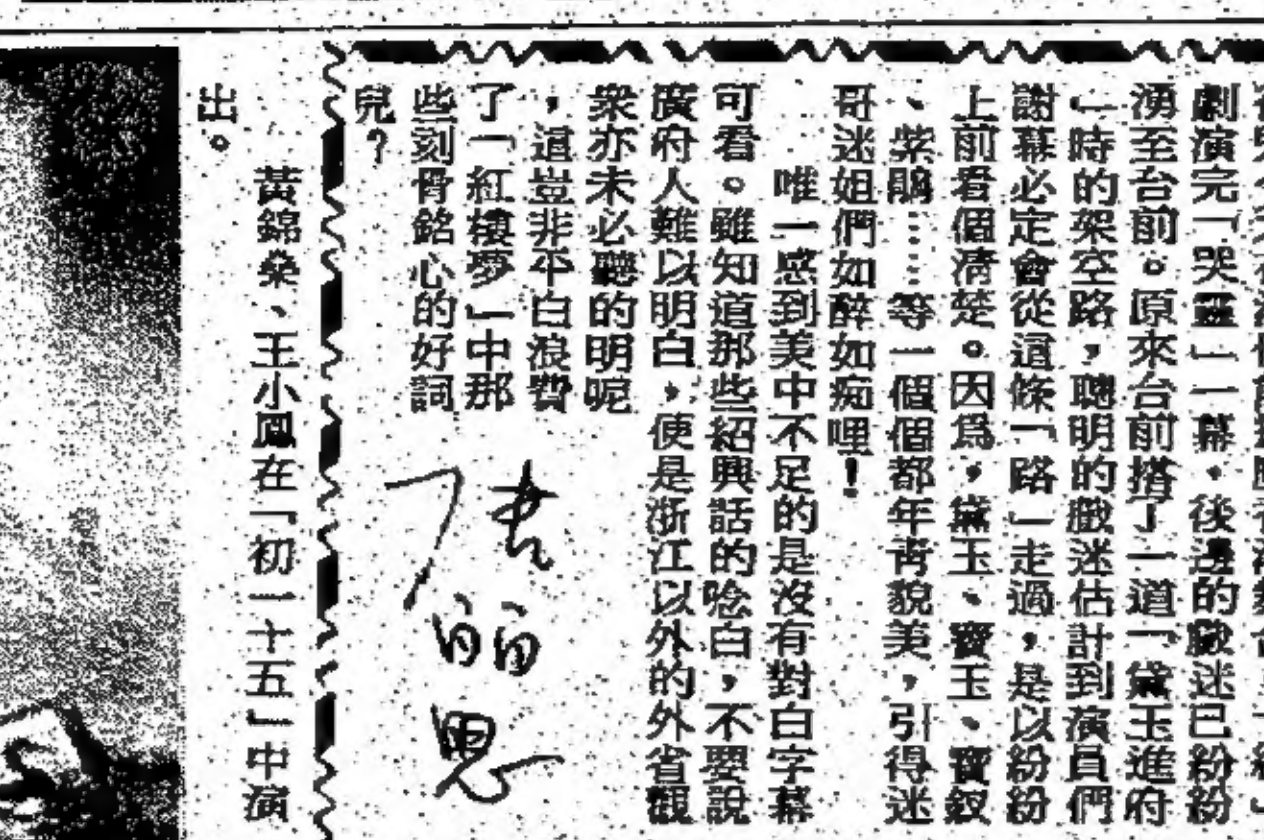 劇演完「哭靈」一幕，後邊的戲迷已紛紛
湧至台前。原來台前搭了一道「黛玉進府
」時的架空路，聰明的戲迷估計到演員們
謝幕必定會從這條「路」走過，是以紛紛
上前看個清楚。因爲，黛玉、寶玉、寶釵
、紫鵑……等一個個都年青貌美，引得迷
哥迷姐們如醉如痴哩！
唯一感到美中不足的是沒有對白字幕
可看。雖知道那些紹興話的唸白，不要說
廣府人難以明白，便是浙江以外的外省觀
衆亦未必聽的明呢
，這豈非平白浪費
了「紅樓夢」中那
些刻骨銘心的好詞
兒？
黃錦燊、王小鳳在「初一十五」中演
出。